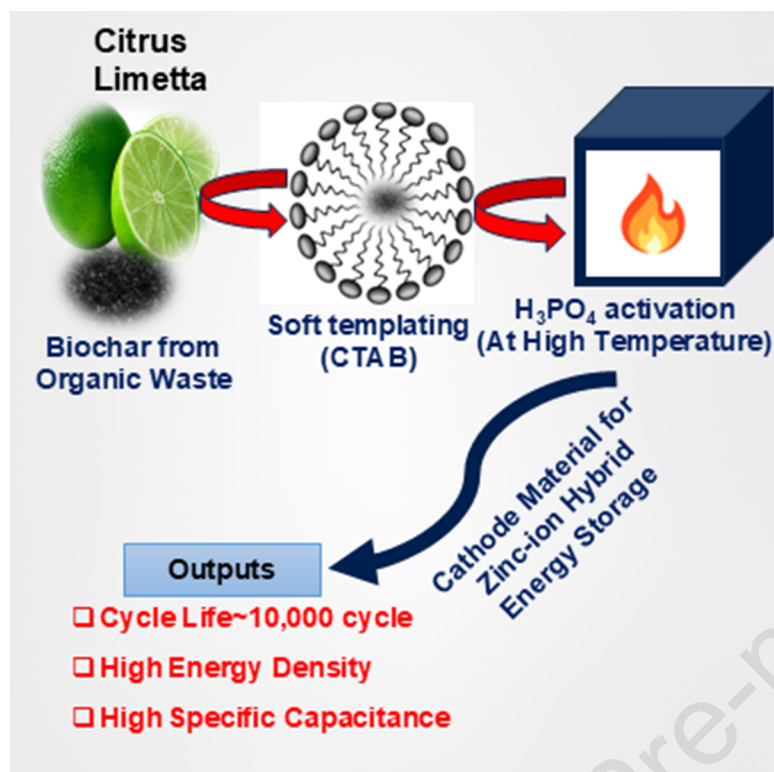 Citrus
Limetta
Biochar from
Organic Waste
Soft templating
(CTAB)
H₃PO₄ activation
(At High Temperature)
Cathode Material for
Zinc-ion Hybrid
Energy Storage
Outputs
❑ Cycle Life~10,000 cycle
❑ High Energy Density
❑ High Specific Capacitance
re-p